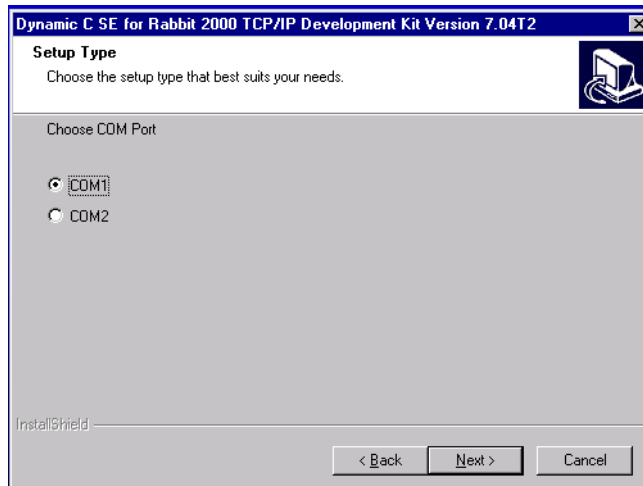 Dynamic C SE for Rabbit 2000 TCP/IP Development Kit Version 7.04T2
Setup Type
Choose the setup type that best suits your needs.
Choose COM Port
COM1
COM2
InstallShield
< Back Next > Cancel